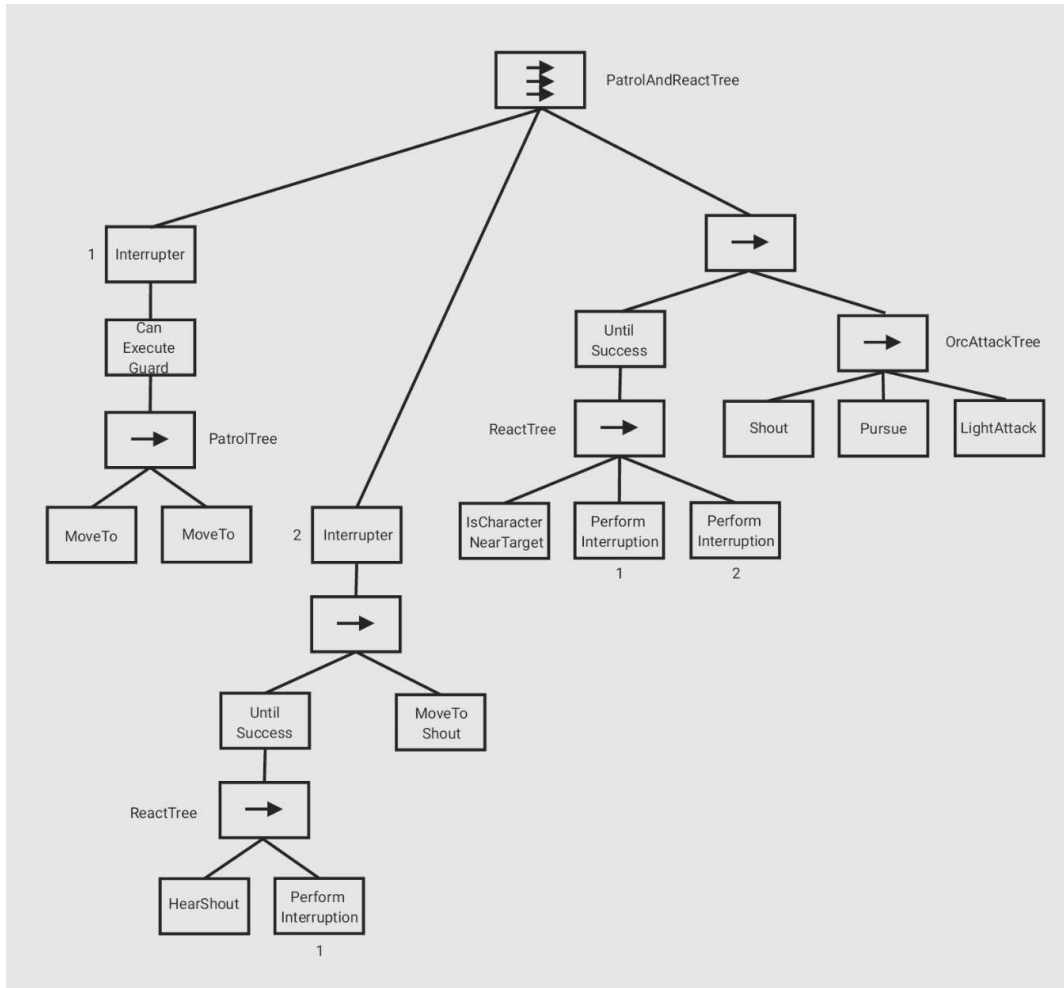 PatrolAndReactTree
1
Interrupter
Can
Execute
Guard
PatrolTree
MoveTo
MoveTo
2
Interrupter
Until
Success
MoveTo
Shout
ReactTree
HearShout
Perform
Interruption
1
Until
Success
ReactTree
IsCharacter
NearTarget
Perform
Interruption
1
Perform
Interruption
2
OrcAttackTree
Shout
Pursue
LightAttack